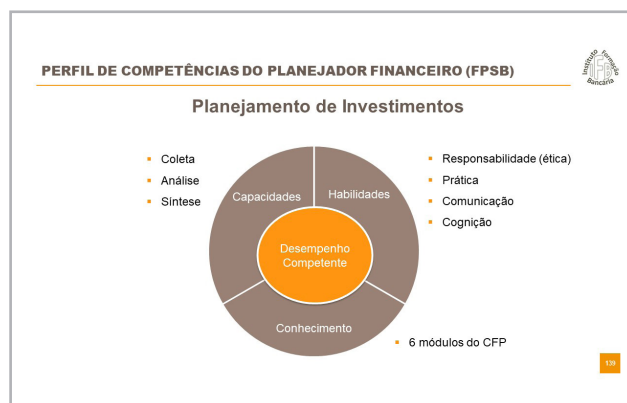 PERFIL DE COMPETÊNCIAS DO PLANEJADOR FINANCEIRO (FPSB)
Instituto Formação
IFB
Bancária
Planejamento de Investimentos
Coleta
Análise
Síntese
Capacidades
Habilidades
Responsabilidade (ética)
Prática
Comunicação
Cognição
Desempenho
Competente
Conhecimento
6 módulos do CFP
139